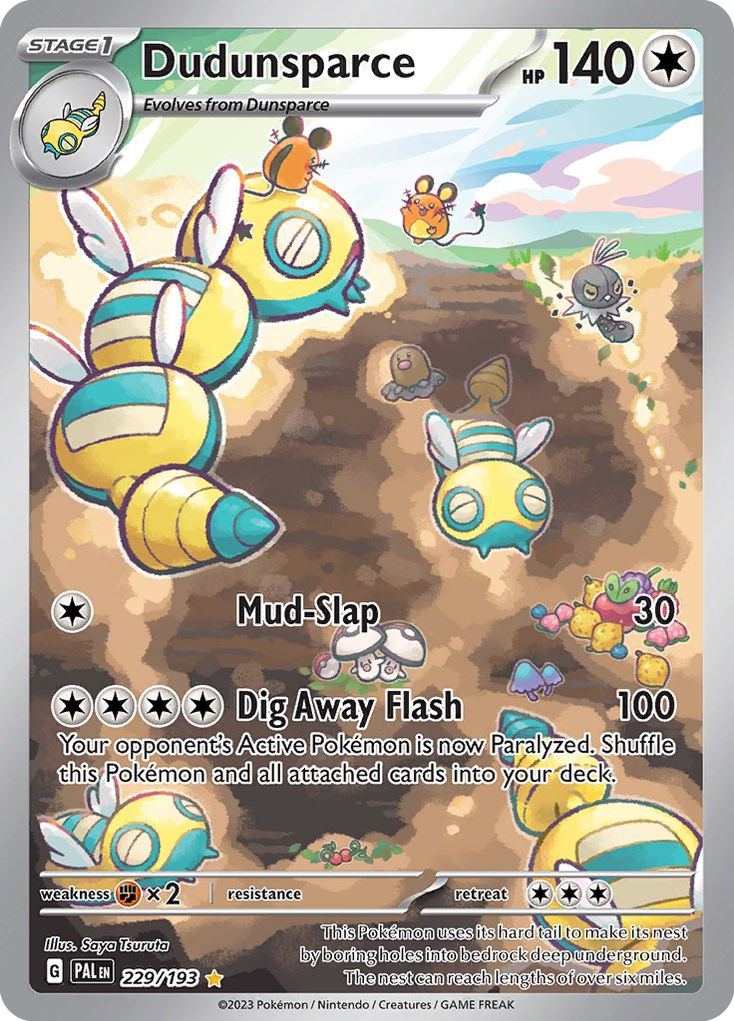 STAGE 1
Dudunsparce
HP 140
Evolves from Dunsparce
Mud-Slap 30
Dig Away Flash 100
Your opponent's Active Pokémon is now Paralyzed. Shuffle
this Pokémon and all attached cards into your deck.
weakness ×2 resistance retreat
Illus. Saya Tsuruta
G PAL EN 229/193
This Pokémon uses its hard tail to make its nest
by boring holes into bedrock deep underground.
The nest can reach lengths of over six miles.
©2023 Pokémon / Nintendo / Creatures / GAME FREAK